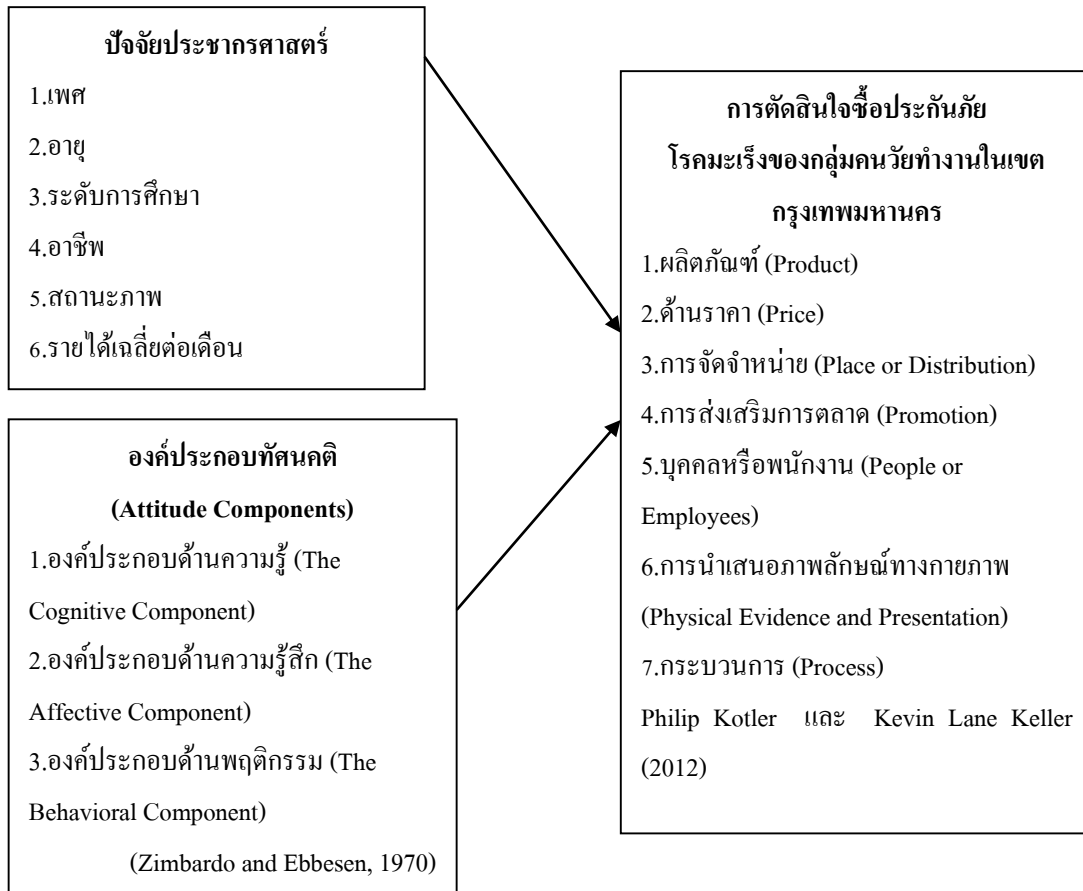 ปัจจัยประชากรศาสตร์
1.เพศ
2.อายุ
3.ระดับการศึกษา
4.อาชีพ
5.สถานะภาพ
6.รายได้เฉลี่ยต่อเดือน
องค์ประกอบทัศนคติ
(Attitude Components)
1.องค์ประกอบด้านความรู้ (The
Cognitive Component)
2.องค์ประกอบด้านความรู้สึก (The
Affective Component)
3.องค์ประกอบด้านพฤติกรรม (The
Behavioral Component)
(Zimbardo and Ebbesen, 1970)
การตัดสินใจซื้อประกันภัย
โรคมะเร็งของกลุ่มคนวัยทำงานในเขต
กรุงเทพมหานคร
1.ผลิตภัณฑ์ (Product)
2.ด้านราคา (Price)
3.การจัดจำหน่าย (Place or Distribution)
4.การส่งเสริมการตลาด (Promotion)
5.บุคคลหรือพนักงาน (People or
Employees)
6.การนำเสนอภาพลักษณ์ทางกายภาพ
(Physical Evidence and Presentation)
7.กระบวนการ (Process)
Philip Kotler และ Kevin Lane Keller
(2012)